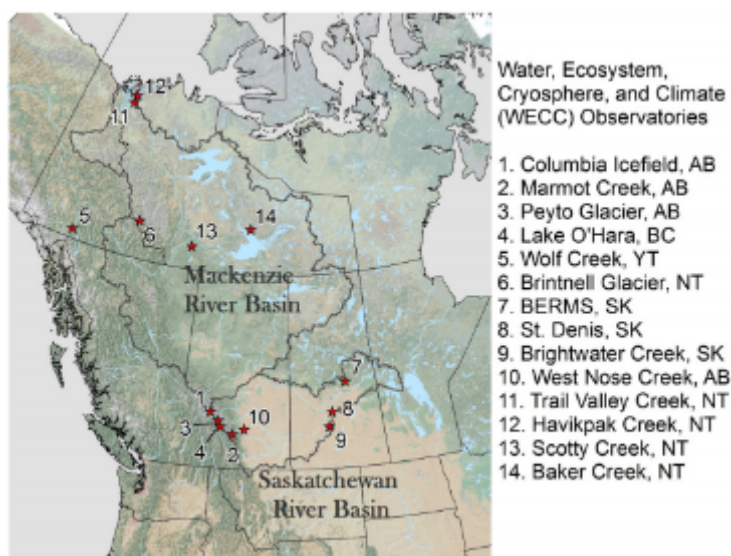 12
11
5
6
13
14
Mackenzie
River Basin
7
1
8
3
10
9
4
2
Saskatchewan
River Basin
Water, Ecosystem,
Cryosphere, and Climate
(WECC) Observatories
1. Columbia Icefield, AB
2. Marmot Creek, AB
3. Peyto Glacier, AB
4. Lake O'Hara, BC
5. Wolf Creek, YT
6. Brintnell Glacier, NT
7. BERMS, SK
8. St. Denis, SK
9. Brightwater Creek, SK
10. West Nose Creek, AB
11. Trail Valley Creek, NT
12. Havikpak Creek, NT
13. Scotty Creek, NT
14. Baker Creek, NT